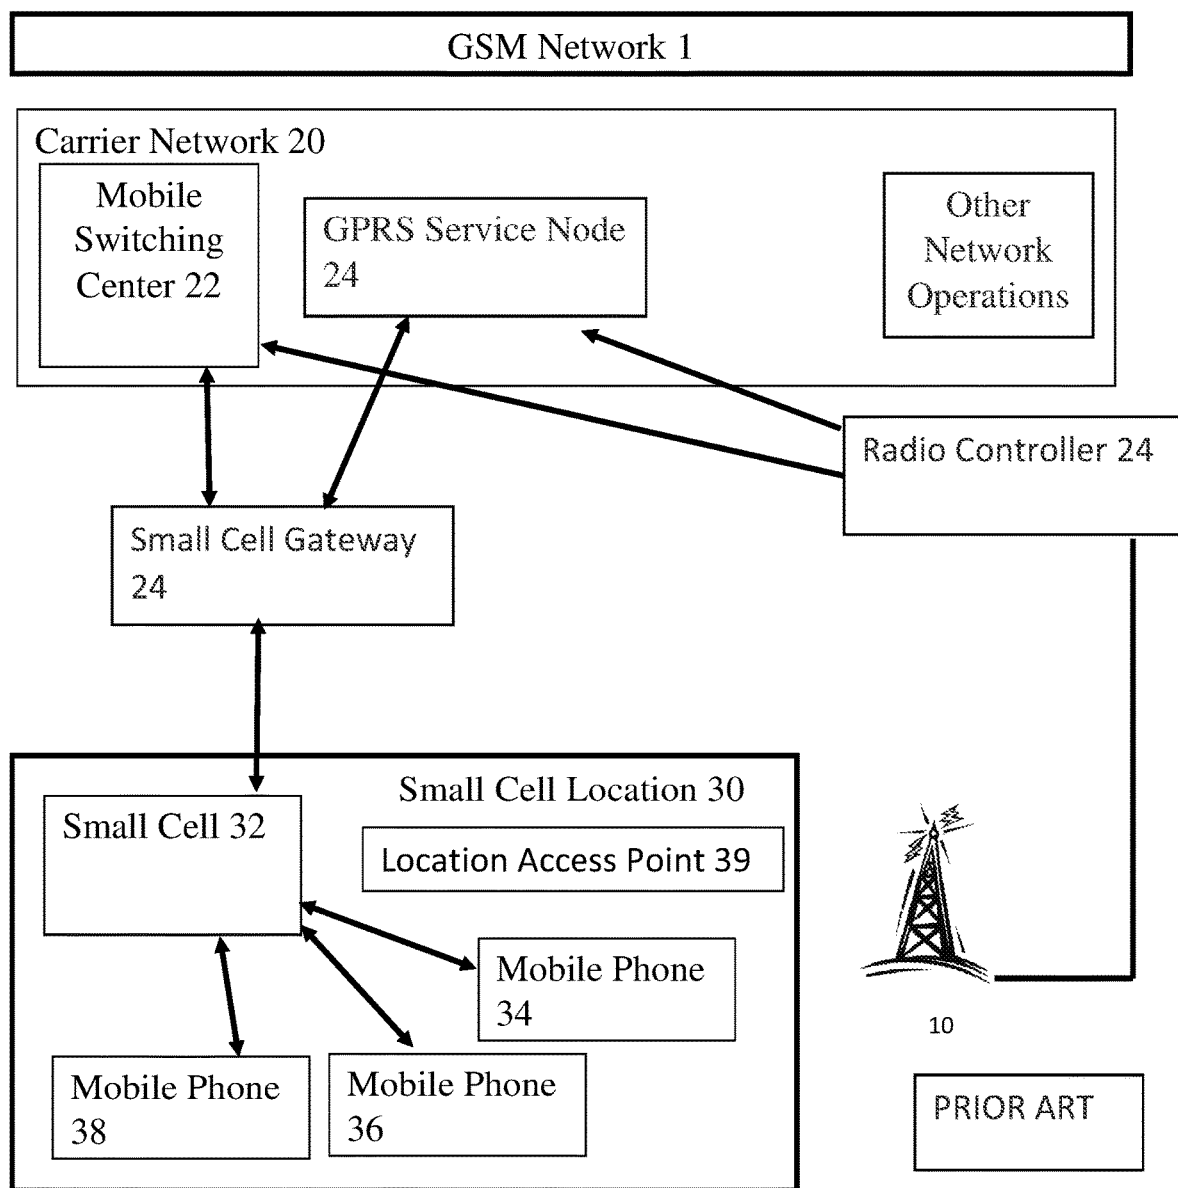 GSM Network 1
Carrier Network 20
Mobile
Switching
Center 22
GPRS Service Node
24
Other
Network
Operations
Radio Controller 24
Small Cell Gateway
24
Small Cell Location 30
Small Cell 32
Location Access Point 39
Mobile Phone
34
Mobile Phone
38
Mobile Phone
36
10
PRIOR ART